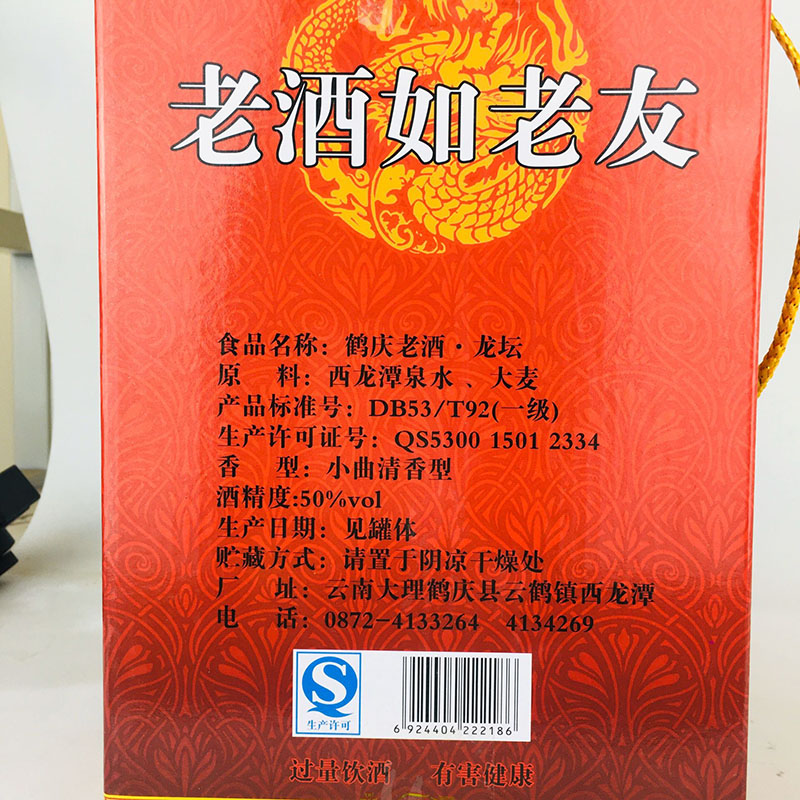 老酒如老友
食品名称：鹤庆老酒·龙坛
原 料：西龙潭泉水、大麦
产品标准号：DB53/T92(一级)
生产许可证号：QS5300 1501 2334
香 型：小曲清香型
酒精度:50%vol
生产日期：见罐体
贮藏方式：请置于阴凉干燥处
厂 址：云南大理鹤庆县云鹤镇西龙潭
电 话：0872-4133264 4134269
生产许可
6 924404 222186
过量饮酒 有害健康